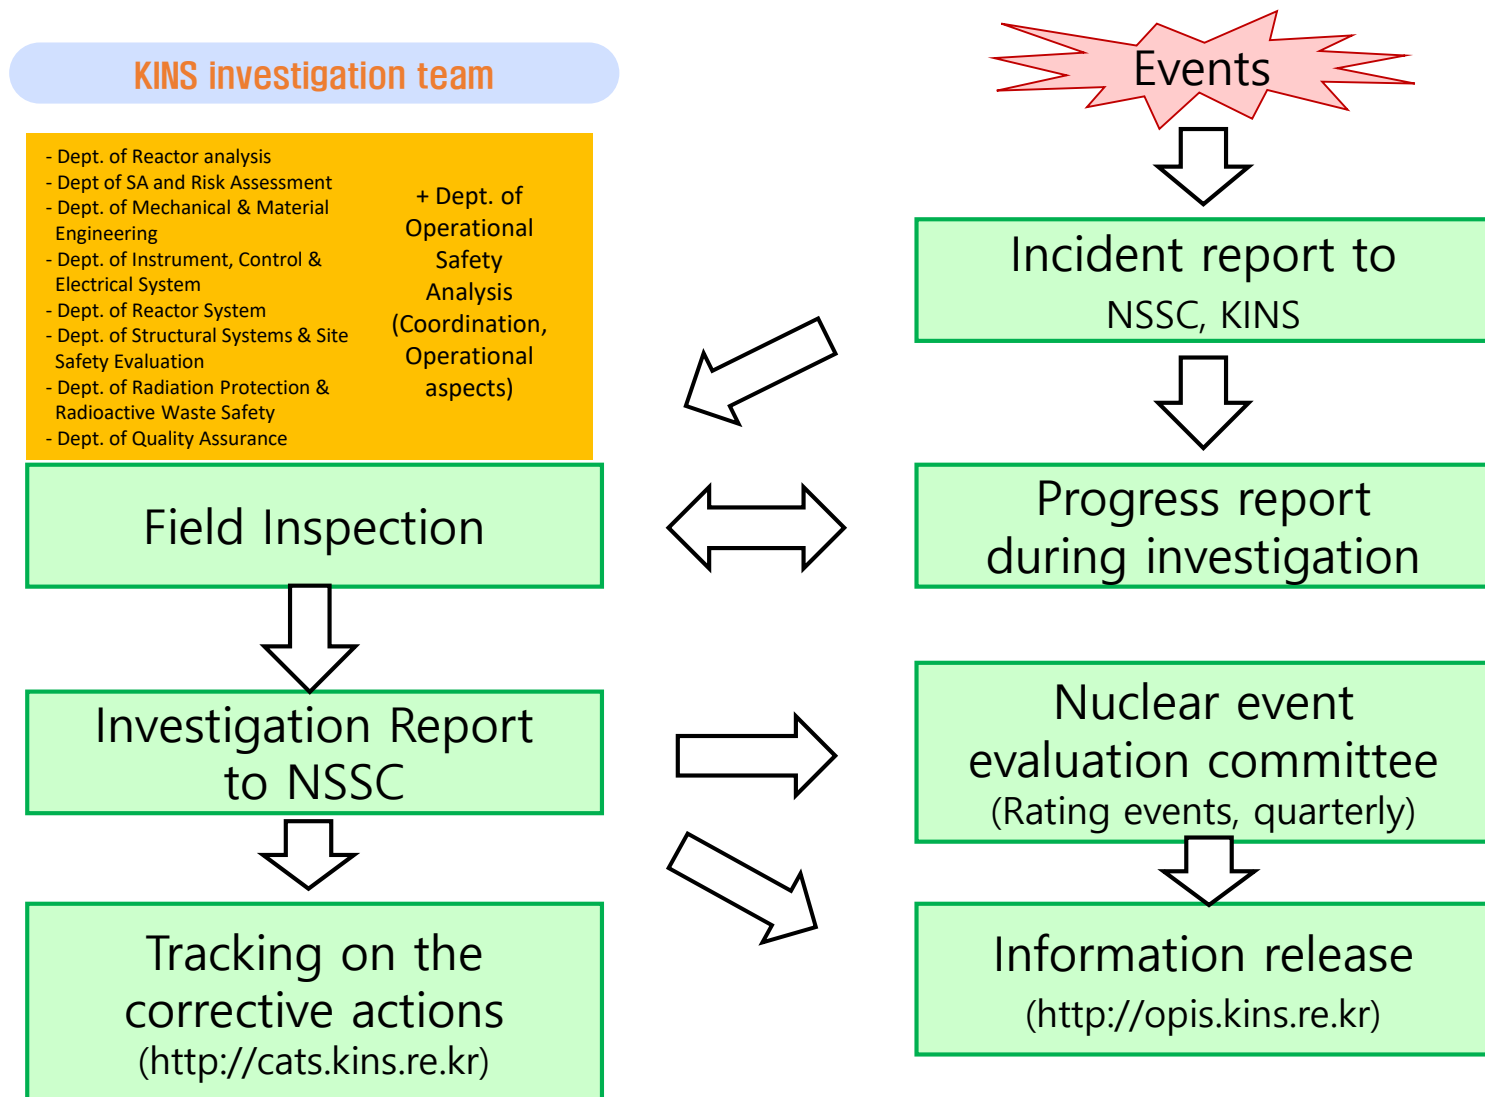 KINS investigation team
- Dept. of Reactor analysis
- Dept of SA and Risk Assessment
- Dept. of Mechanical & Material
Engineering
- Dept. of Instrument, Control &
Electrical System
- Dept. of Reactor System
- Dept. of Structural Systems & Site
Safety Evaluation
- Dept. of Radiation Protection &
Radioactive Waste Safety
- Dept. of Quality Assurance
+ Dept. of
Operational
Safety
Analysis
(Coordination,
Operational
aspects)
Field Inspection
Investigation Report
to NSSC
Tracking on the
corrective actions
(http://cats.kins.re.kr)
Events
Incident report to
NSSC, KINS
Progress report
during investigation
Nuclear event
evaluation committee
(Rating events, quarterly)
Information release
(http://opis.kins.re.kr)